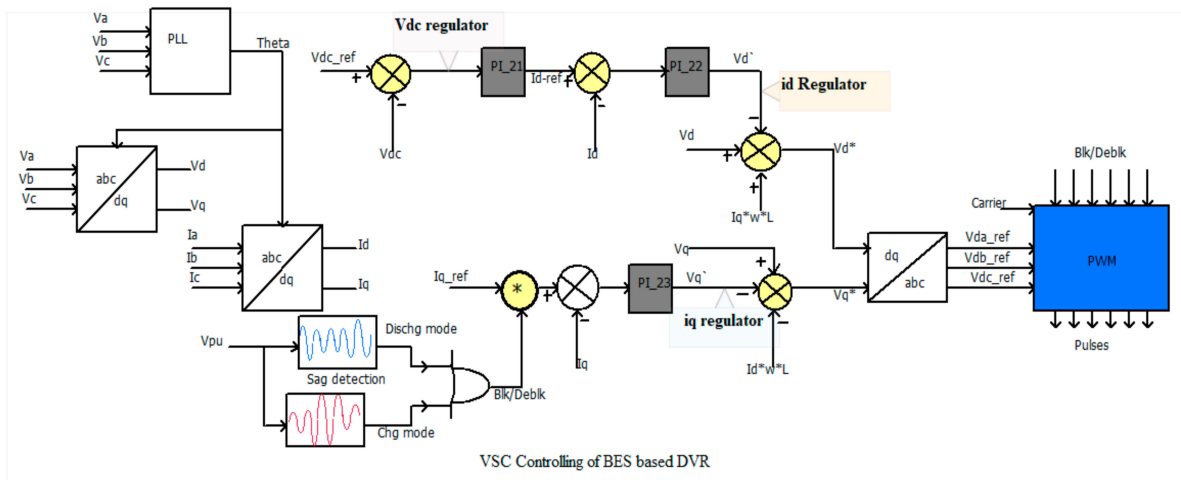 Va
Vb
Vc
PLL
Theta
Vdc regulator
Vdc_ref
+
-
Vdc
PI_21
Id-ref
+
-
Id
PI_22
Vd`
id Regulator
-
Vd
+
+
Iq*w*L
Vd*
Va
Vb
Vc
abc
dq
Vd
Vq
Ia
Ib
Ic
abc
dq
Id
Iq
Vpu
Dischg mode
Sag detection
Chg mode
Blk/Deblk
Iq_ref
*
+
-
Iq
PI_23
Vq`
iq regulator
Vq
+
-
-
Id*w*L
Vq*
dq
abc
Vda_ref
Vdb_ref
Vdc_ref
Carrier
Blk/Deblk
PWM
Pulses
VSC Controlling of BES based DVR